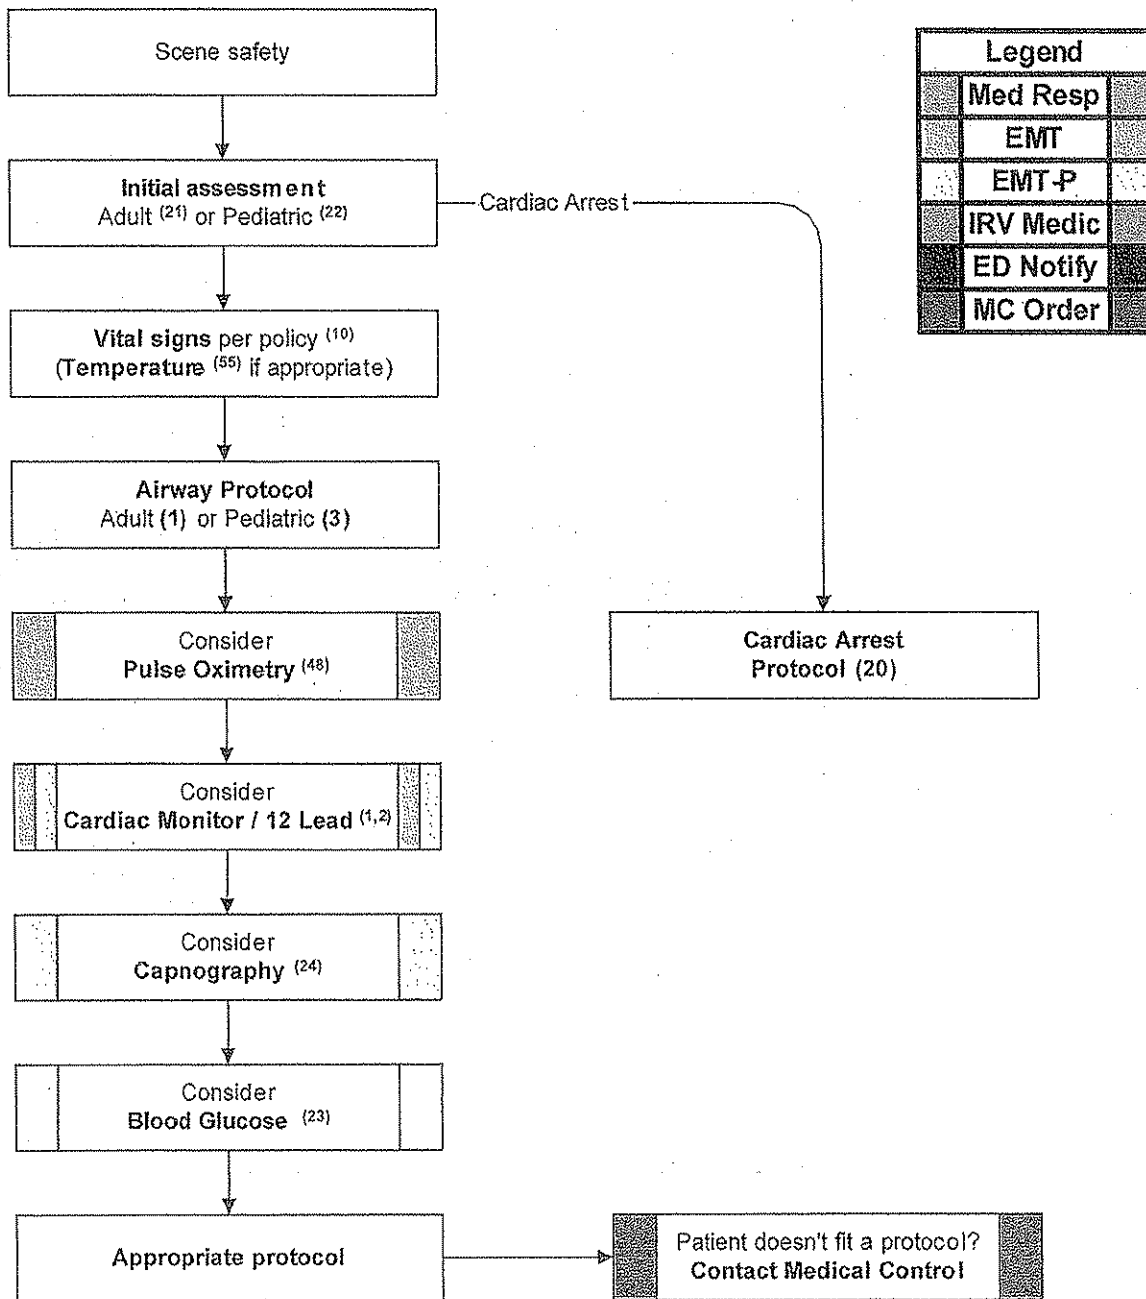 Scene safety
Legend
Med Resp
EMT
EMT-P
IRV Medic
ED Notify
MC Order
Initial assessment
Adult (21) or Pediatric (22)
Cardiac Arrest
Vital signs per policy (10)
(Temperature (55) if appropriate)
Airway Protocol
Adult (1) or Pediatric (3)
Consider
Pulse Oximetry (48)
Cardiac Arrest
Protocol (20)
Consider
Cardiac Monitor / 12 Lead (1,2)
Consider
Capnography (24)
Consider
Blood Glucose (23)
Appropriate protocol
Patient doesn't fit a protocol?
Contact Medical Control